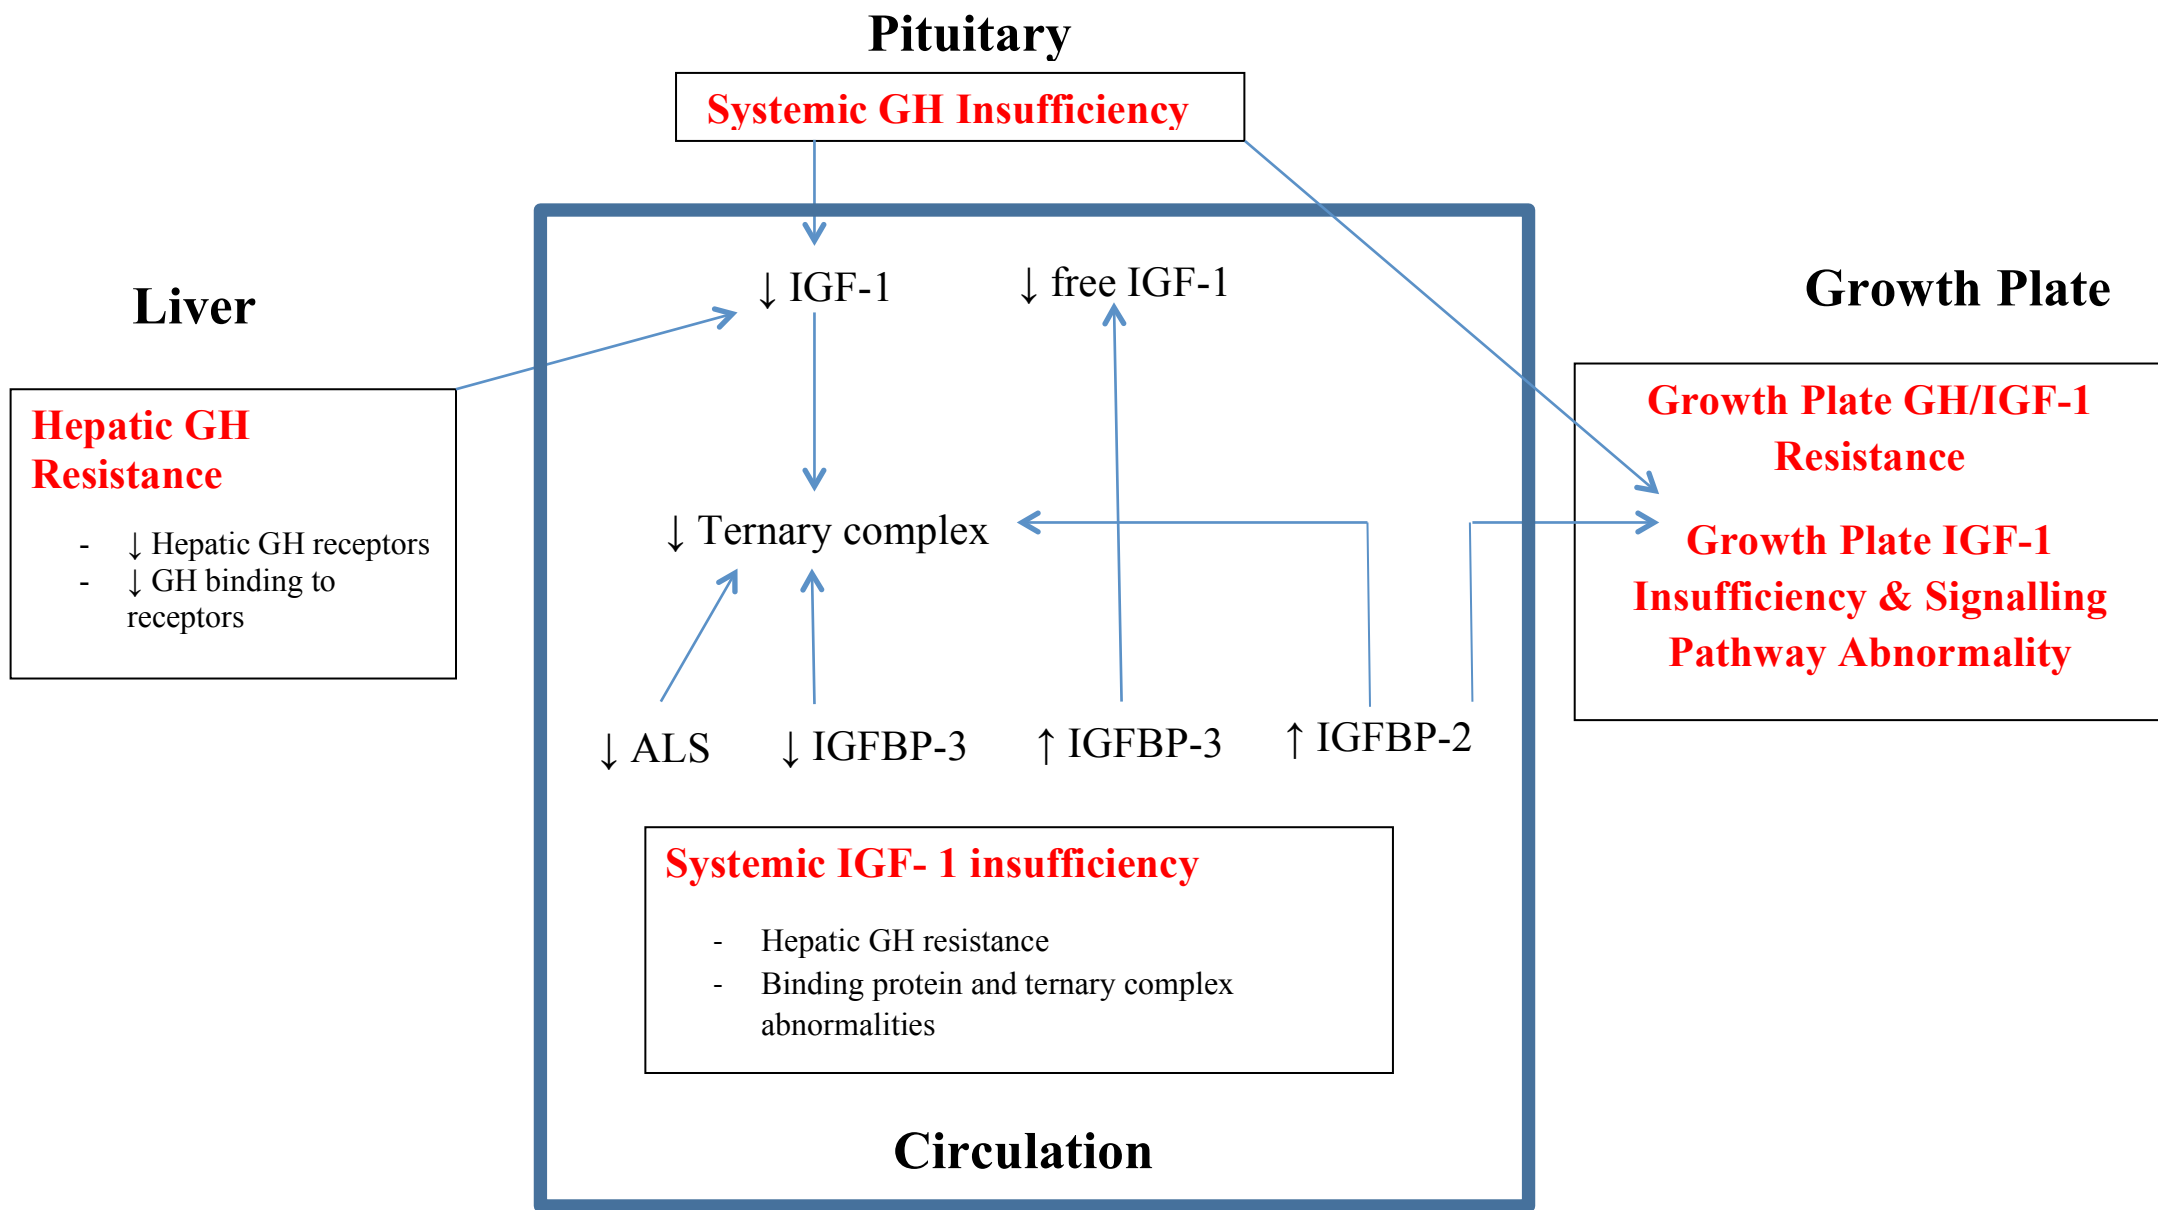 Pituitary
Systemic GH Insufficiency
Liver
Hepatic GH
Resistance
- ↓ Hepatic GH receptors
- ↓ GH binding to
receptors
↓ IGF-1
↓ free IGF-1
↓ Ternary complex
↓ ALS
↓ IGFBP-3
↑ IGFBP-3
↑ IGFBP-2
Systemic IGF- 1 insufficiency
- Hepatic GH resistance
- Binding protein and ternary complex
abnormalities
Circulation
Growth Plate
Growth Plate GH/IGF-1
Resistance
Growth Plate IGF-1
Insufficiency & Signalling
Pathway Abnormality